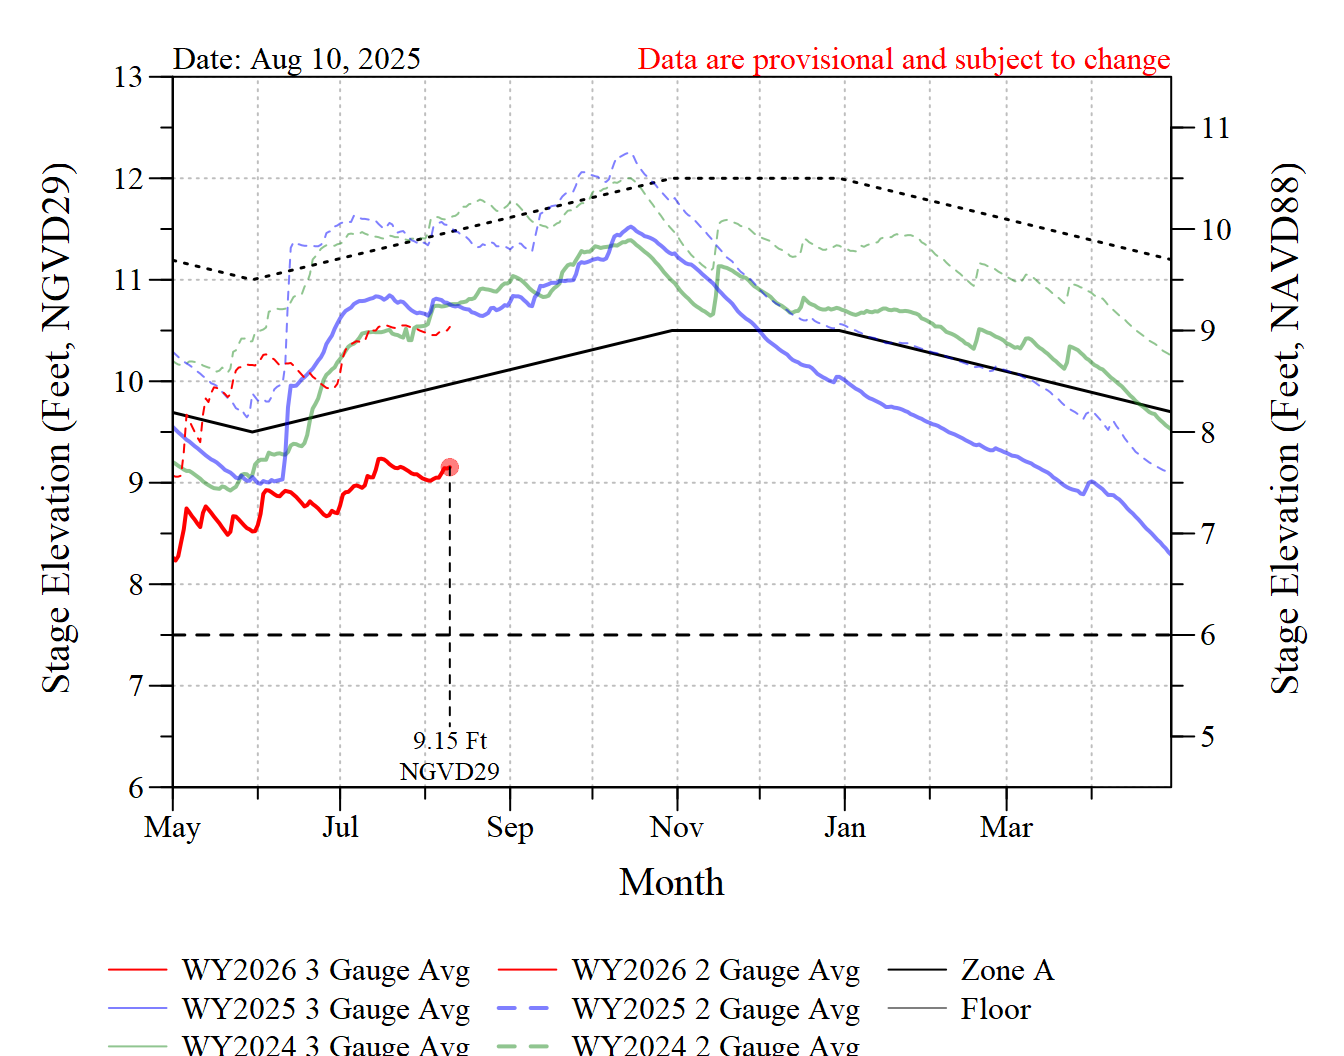 Date: Aug 10, 2025 Data are provisional and subject to change
13
12
11
10
9
8
7
6
Stage Elevation (Feet, NGVD29)
11
10
9
8
7
6
5
Stage Elevation (Feet, NAVD88)
9.15 Ft
NGVD29
May Jul Sep Nov Jan Mar
Month
WY2026 3 Gauge Avg WY2026 2 Gauge Avg Zone A
WY2025 3 Gauge Avg WY2025 2 Gauge Avg Floor
WY2024 3 Gauge Avg WY2024 2 Gauge Avg